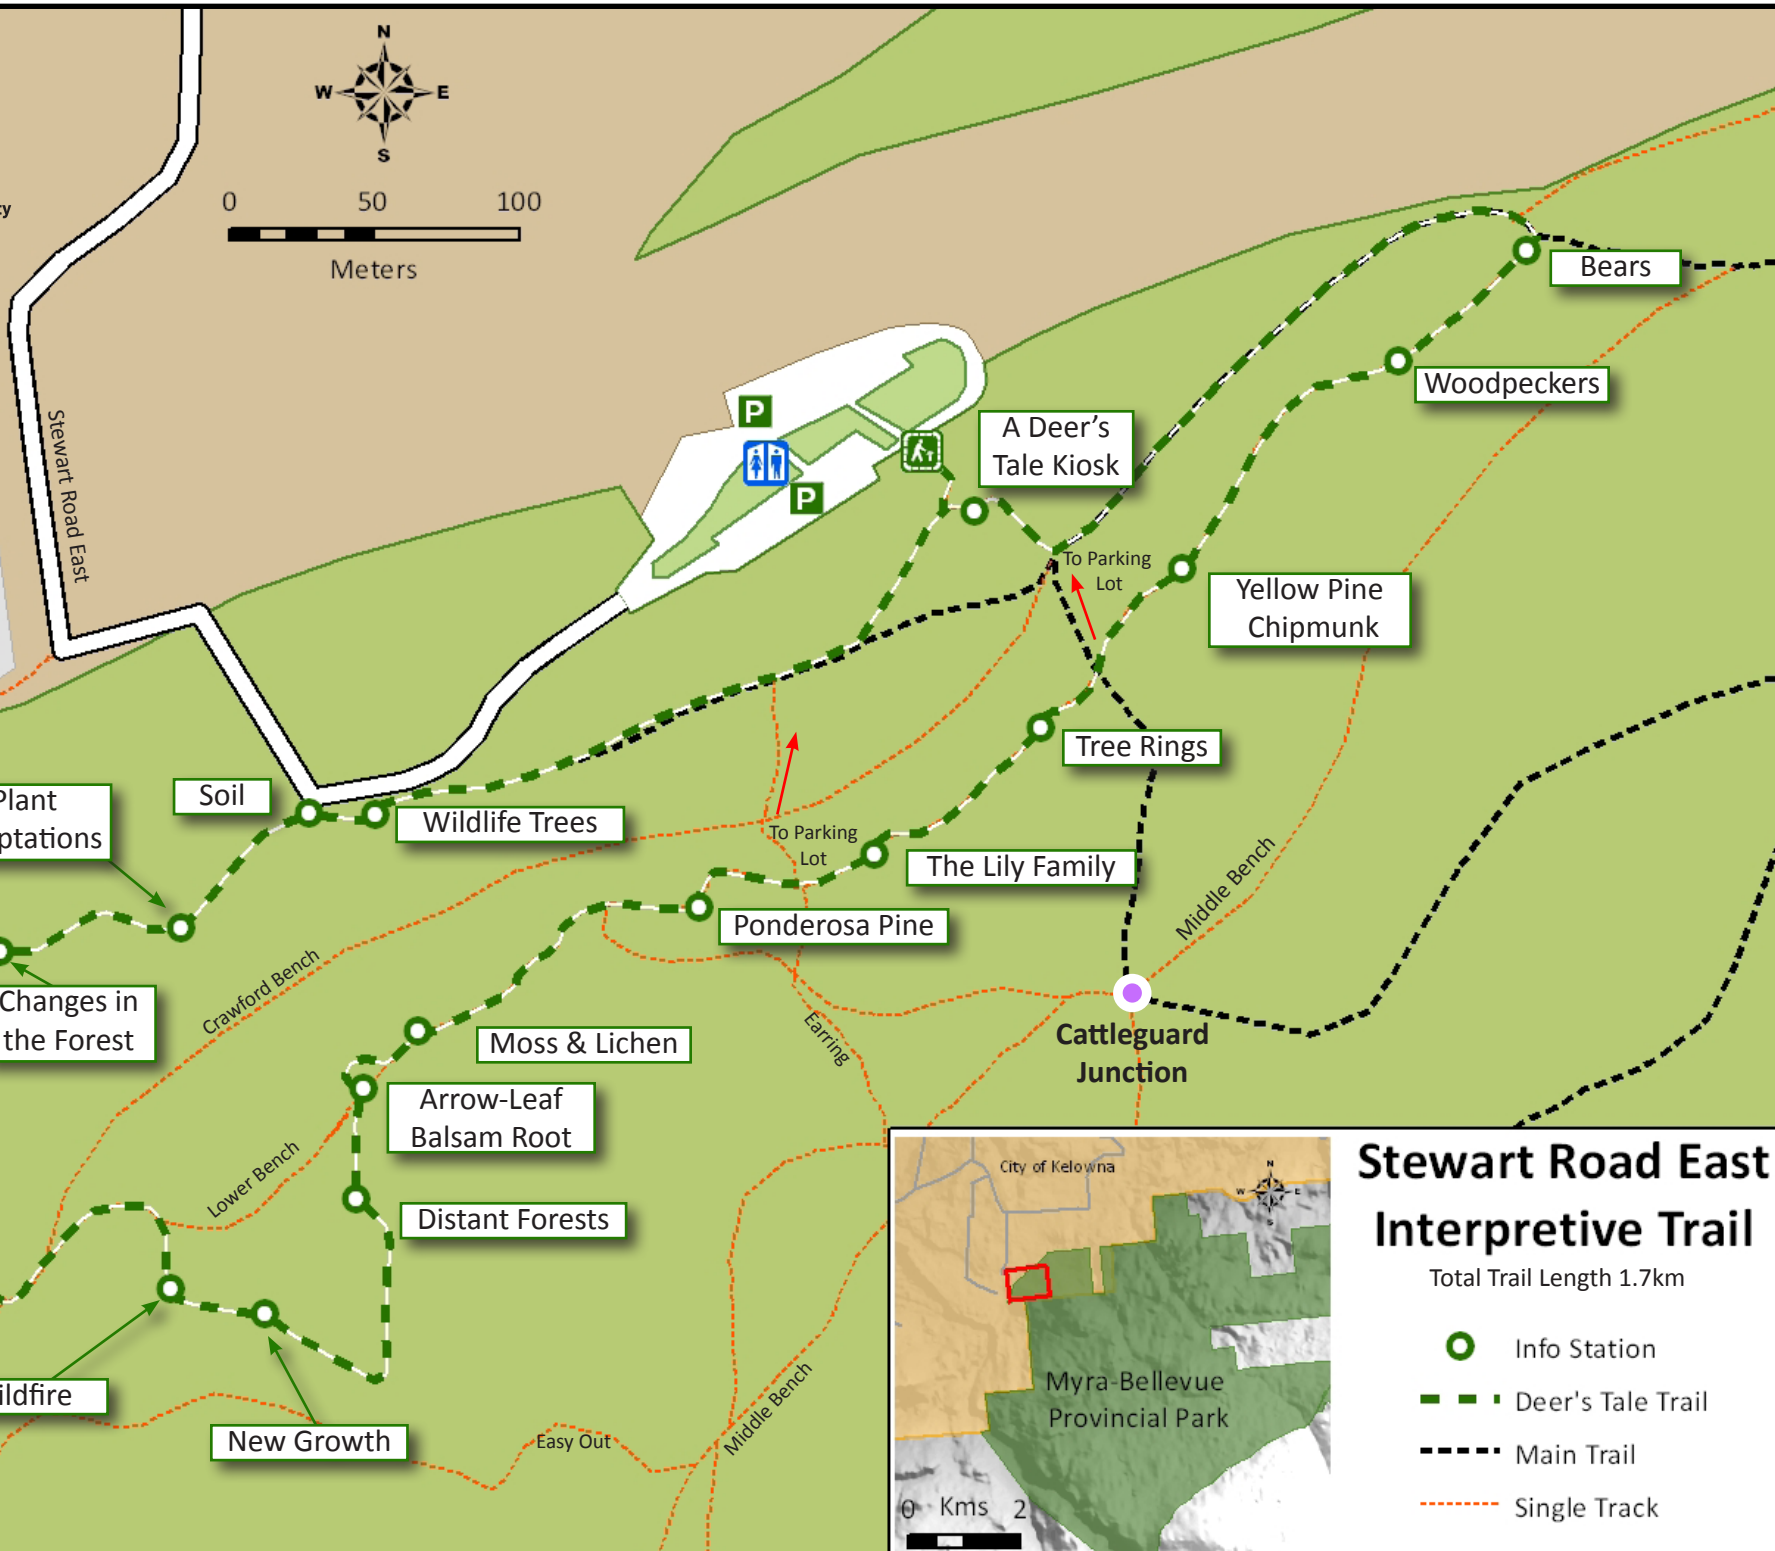 N
W
E
S
0 50 100
Meters
Stewart Road East
P
P
A Deer's
Tale Kiosk
Bears
Woodpeckers
To Parking
Lot
Yellow Pine
Chipmunk
Tree Rings
Soil
Wildlife Trees
Plant
ptations
To Parking
Lot
The Lily Family
Ponderosa Pine
Middle Bench
Crawford Bench
Changes in
the Forest
Moss & Lichen
Earring
Cattleguard
Junction
Arrow-Leaf
Balsam Root
Lower Bench
Distant Forests
ildfire
New Growth
Easy Out
Middle Bench
City of Kelowna
N
W
E
S
Myra-Bellevue
Provincial Park
0 Kms 2
Stewart Road East
Interpretive Trail
Total Trail Length 1.7km
Info Station
Deer's Tale Trail
Main Trail
Single Track